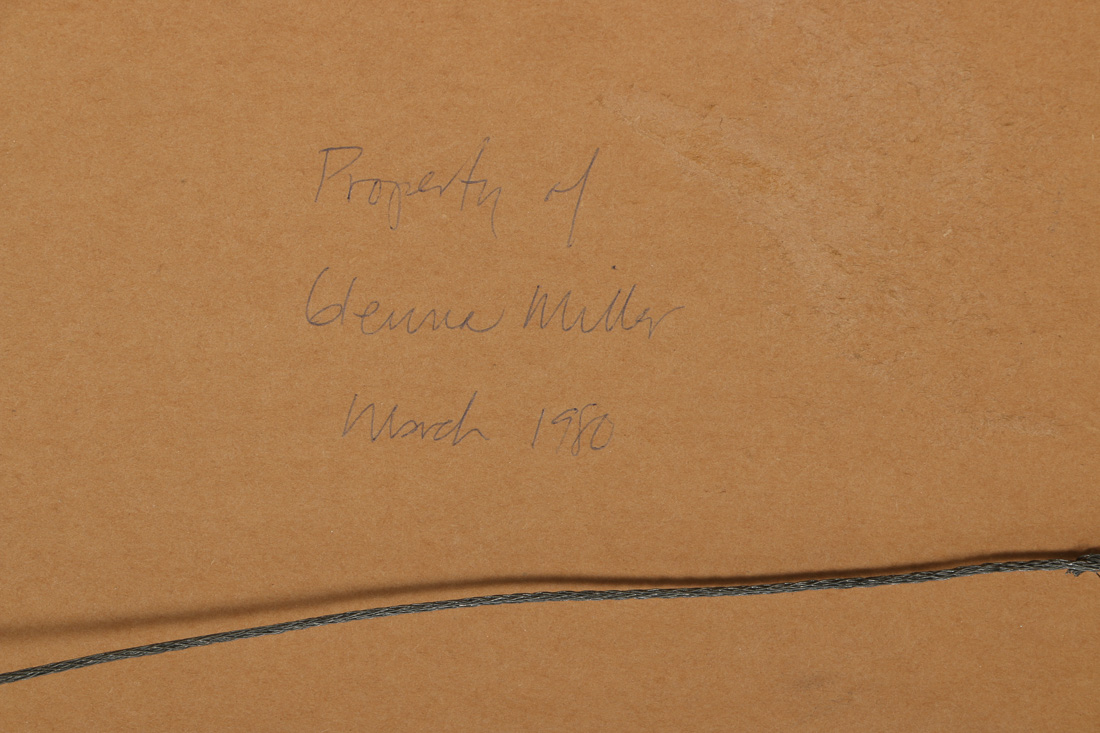 Property of
Glenna Miller
March 1980